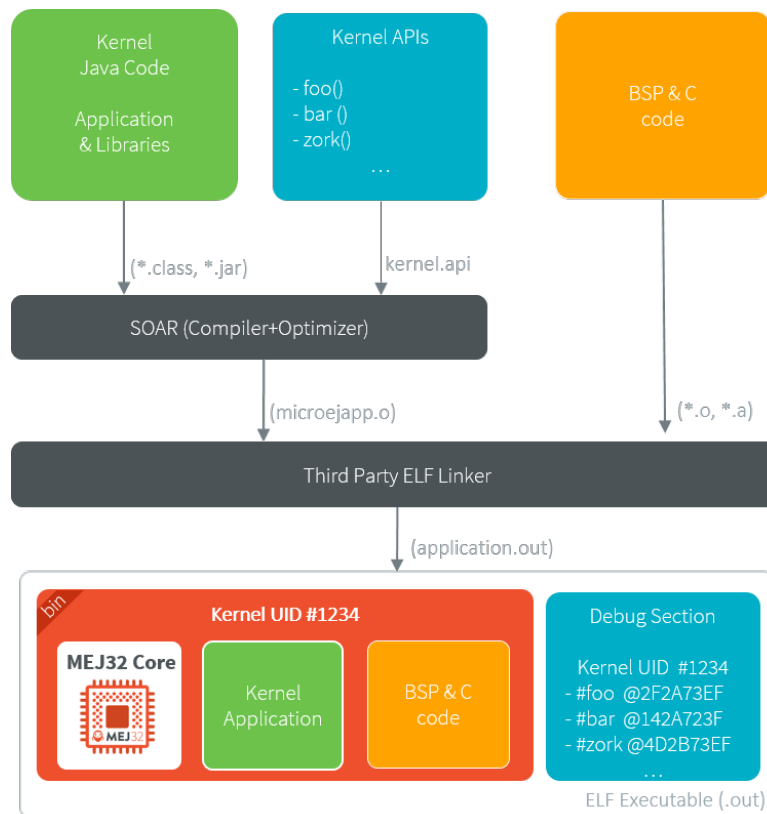 Kernel
Java Code
Application
& Libraries
Kernel APIs
- foo()
- bar ()
- zork()
...
BSP & C
code
(*.class, *.jar)
kernel.api
SOAR (Compiler+Optimizer)
(microejapp.o)
(*.o, *.a)
Third Party ELF Linker
(application.out)
bin
Kernel UID #1234
MEJ32 Core
MEJ32
Kernel
Application
BSP & C
code
Debug Section
Kernel UID #1234
- #foo @2F2A73EF
- #bar @142A723F
- #zork @4D2B73EF
...
ELF Executable (.out)